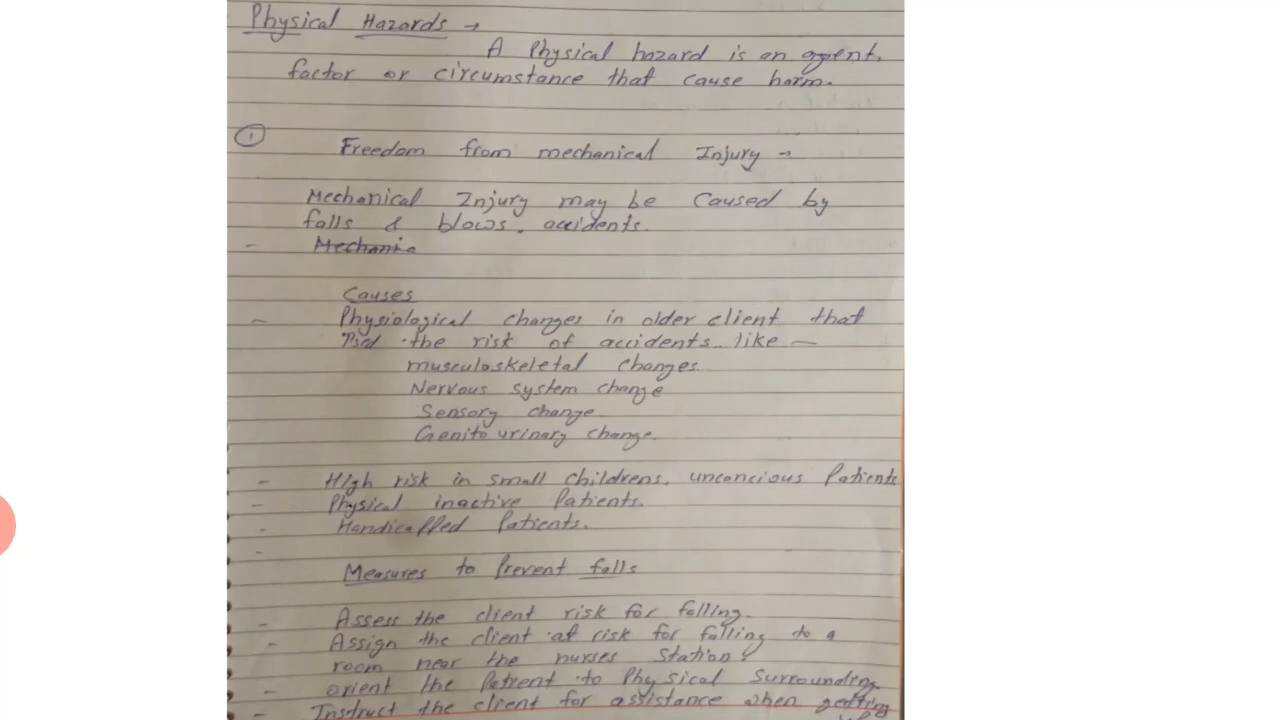 Physical Hazards →
A Physical hazard is an agent,
factor or circumstance that cause harm.
①
Freedom from mechanical Injury →
Mechanical Injury may be caused by
falls & blows. accidents.
- Mechanic
Causes
- Physiological changes in older client that
the risk of accidents. like —
musculoskeletal changes.
Nervous system change
Sensory change
Genito urinary change.
- High risk in small childrens, unconcious Patients
- Physical inactive Patients.
- Handicapped Patients.
-
Measures to Prevent falls
- Assess the client risk for falling.
- Assign the client at risk for falling to a
room near the nurses station.
- orient the Patient to Physical surrounding.
- Instruct the client for assistance when getting